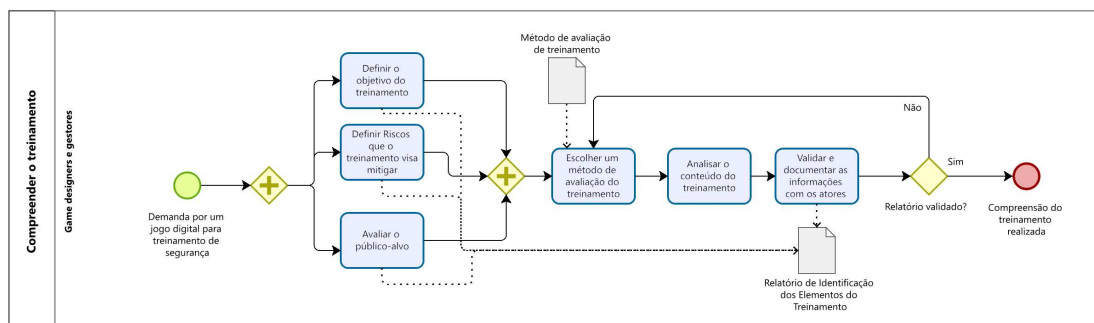 Compreender o treinamento
Game designers e gestores
Demanda por um
jogo digital para
treinamento de
segurança
Definir o
objetivo do
treinamento
Definir Riscos
que o
treinamento visa
mitigar
Avaliar o
público-alvo
Método de avaliação
de treinamento
Escolher um
método de
avaliação do
treinamento
Analisar o
conteúdo do
treinamento
Validar e
documentar as
informações
com os atores
Relatório de Identificação
dos Elementos do
Treinamento
Não
Sim
Relatório validado?
Compreensão do
treinamento
realizada